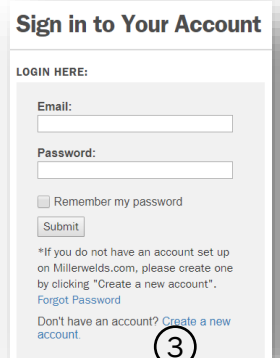 Sign in to Your Account
LOGIN HERE:
Email:
Password:
Remember my password
Submit
*If you do not have an account set up
on Millerwelds.com, please create one
by clicking "Create a new account".
Forgot Password
Don't have an account? Create a new
account.
3